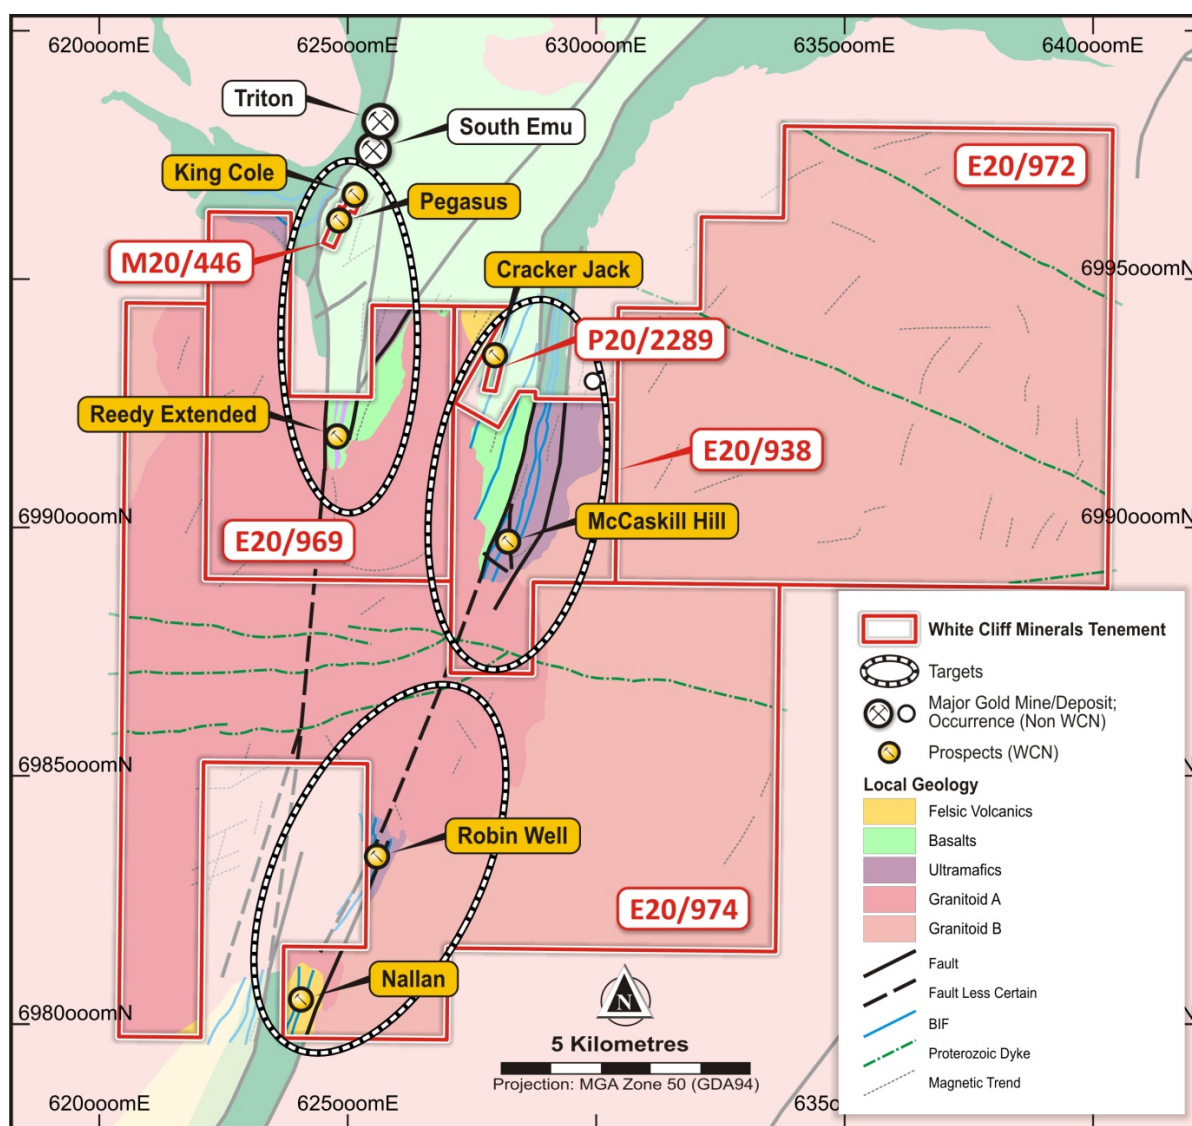 620000mE
625000mE
630000mE
635000mE
640000mE
Triton
South Emu
King Cole
Pegasus
M20/446
E20/972
Cracker Jack
6995000mN
6995000mN
P20/2289
Reedy Extended
E20/938
6990000mN
6990000mN
McCaskill Hill
E20/969
White Cliff Minerals Tenement
Targets
Major Gold Mine/Deposit;
Occurrence (Non WCN)
Prospects (WCN)
Local Geology
Felsic Volcanics
Basalts
Ultramafics
Granitoid A
Granitoid B
Fault
Fault Less Certain
BIF
Proterozoic Dyke
Magnetic Trend
6985000mN
Robin Well
E20/974
Nallan
6980000mN
N
5 Kilometres
Projection: MGA Zone 50 (GDA94)
620000mE
625000mE
630000mE